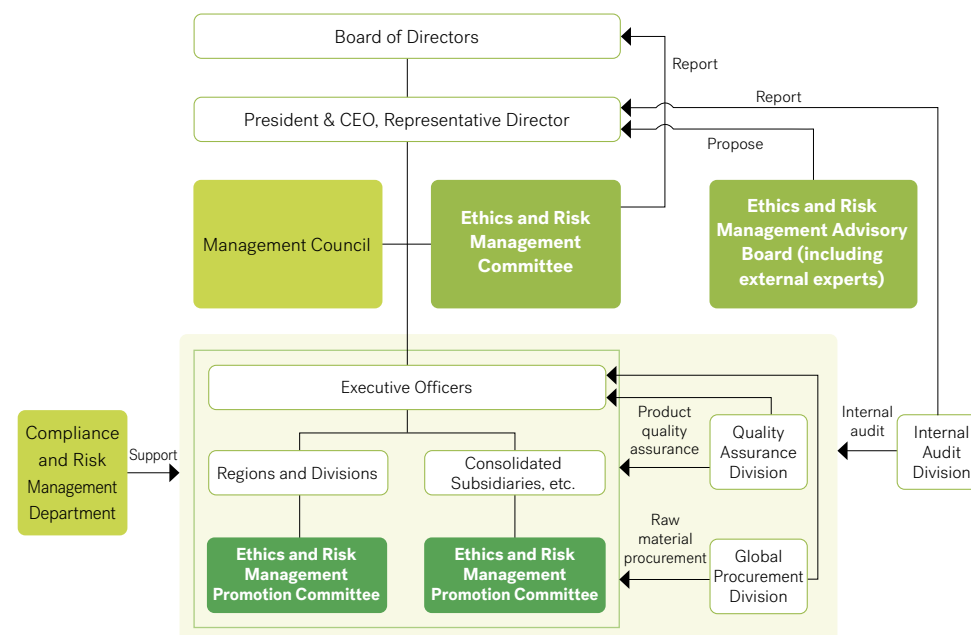 Board of Directors
Report
Report
President & CEO, Representative Director
Propose
Management Council
Ethics and Risk
Management
Committee
Ethics and Risk
Management Advisory
Board (including
external experts)
Executive Officers
Compliance
and Risk
Management
Department
Support
Regions and Divisions
Consolidated
Subsidiaries, etc.
Product
quality
assurance
Quality
Assurance
Division
Internal
audit
Internal
Audit
Division
Ethics and Risk
Management
Promotion Committee
Ethics and Risk
Management
Promotion Committee
Raw
material
procurement
Global
Procurement
Division